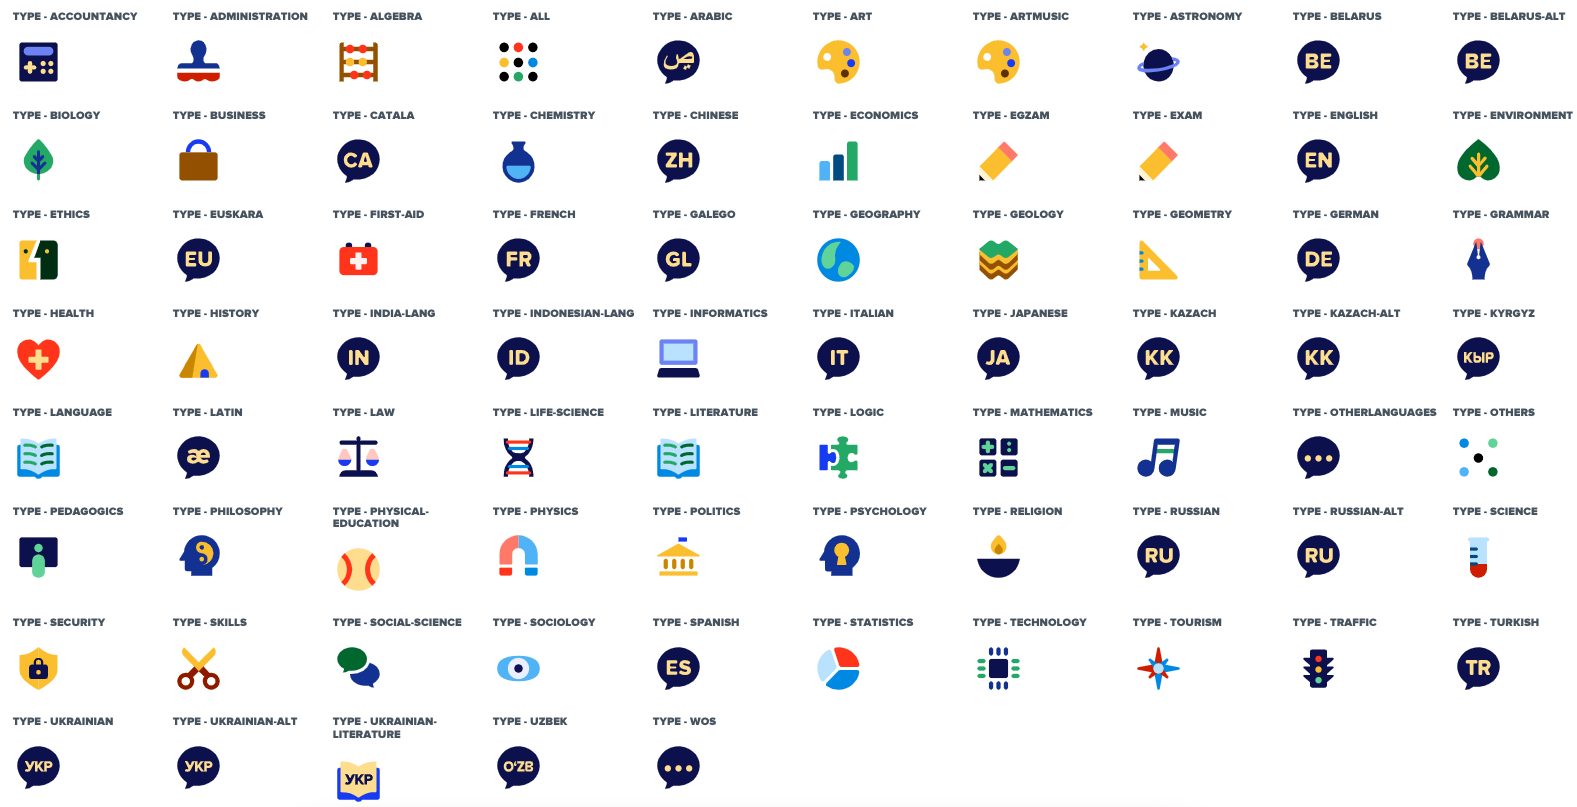 TYPE - ACCOUNTANCY TYPE - ADMINISTRATION TYPE - ALGEBRA TYPE - ALL TYPE - ARABIC TYPE - ART TYPE - ARTMUSIC TYPE - ASTRONOMY TYPE - BELARUS TYPE - BELARUS-ALT
ض BE BE
TYPE - BIOLOGY TYPE - BUSINESS TYPE - CATALA TYPE - CHEMISTRY TYPE - CHINESE TYPE - ECONOMICS TYPE - EGZAM TYPE - EXAM TYPE - ENGLISH TYPE - ENVIRONMENT
CA ZH EN
TYPE - ETHICS TYPE - EUSKARA TYPE - FIRST-AID TYPE - FRENCH TYPE - GALEGO TYPE - GEOGRAPHY TYPE - GEOLOGY TYPE - GEOMETRY TYPE - GERMAN TYPE - GRAMMAR
EU FR GL DE
TYPE - HEALTH TYPE - HISTORY TYPE - INDIA-LANG TYPE - INDONESIAN-LANG TYPE - INFORMATICS TYPE - ITALIAN TYPE - JAPANESE TYPE - KAZACH TYPE - KAZACH-ALT TYPE - KYRGYZ
IN ID IT JA KK KK КЫР
TYPE - LANGUAGE TYPE - LATIN TYPE - LAW TYPE - LIFE-SCIENCE TYPE - LITERATURE TYPE - LOGIC TYPE - MATHEMATICS TYPE - MUSIC TYPE - OTHERLANGUAGES TYPE - OTHERS
æ
TYPE - PEDAGOGICS TYPE - PHILOSOPHY TYPE - PHYSICAL- TYPE - PHYSICS TYPE - POLITICS TYPE - PSYCHOLOGY TYPE - RELIGION TYPE - RUSSIAN TYPE - RUSSIAN-ALT TYPE - SCIENCE
EDUCATION
RU RU
TYPE - SECURITY TYPE - SKILLS TYPE - SOCIAL-SCIENCE TYPE - SOCIOLOGY TYPE - SPANISH TYPE - STATISTICS TYPE - TECHNOLOGY TYPE - TOURISM TYPE - TRAFFIC TYPE - TURKISH
ES TR
TYPE - UKRAINIAN TYPE - UKRAINIAN-ALT TYPE - UKRAINIAN- TYPE - UZBEK TYPE - WOS
LITERATURE
УКР УКР УКР O'ZB